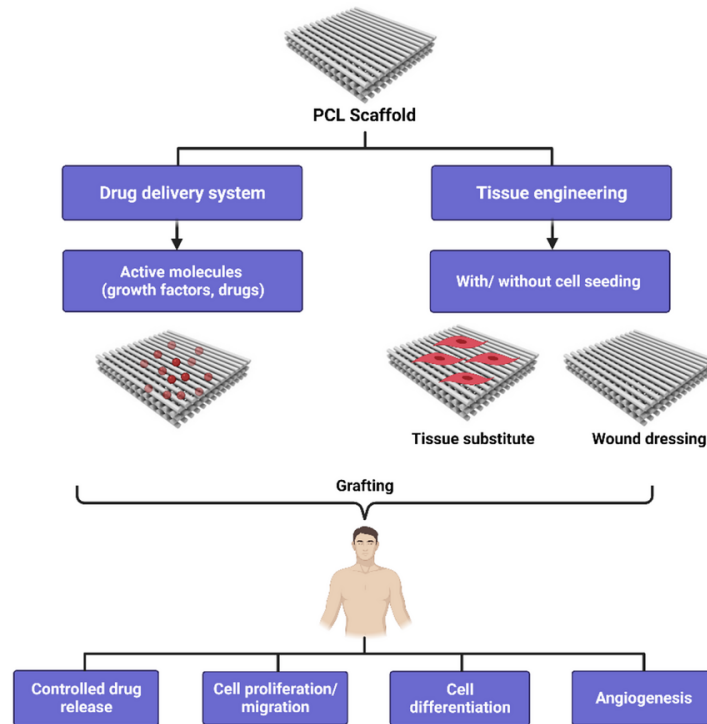 PCL Scaffold
Drug delivery system
Tissue engineering
Active molecules
(growth factors, drugs)
With/ without cell seeding
Tissue substitute
Wound dressing
Grafting
Controlled drug
release
Cell proliferation/
migration
Cell
differentiation
Angiogenesis